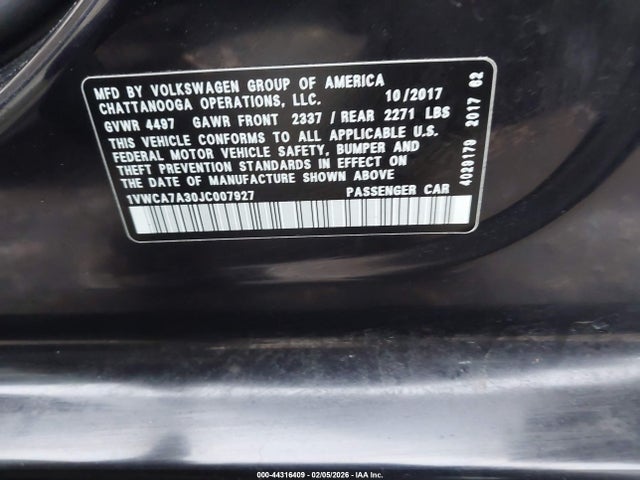 MFD BY VOLKSWAGEN GROUP OF AMERICA
CHATTANOOGA OPERATIONS, LLC. 10/2017
GVWR 4497 GAWR FRONT 2337 / REAR 2271 LBS
THIS VEHICLE CONFORMS TO ALL APPLICABLE U.S.
FEDERAL MOTOR VEHICLE SAFETY, BUMPER AND
THEFT PREVENTION STANDARDS IN EFFECT ON
THE DATE OF MANUFACTURE SHOWN ABOVE.
1VWCA7A30JC007927 PASSENGER CAR
4029179 2017 62
000-44316409 - 02/05/2026 - IAA Inc.